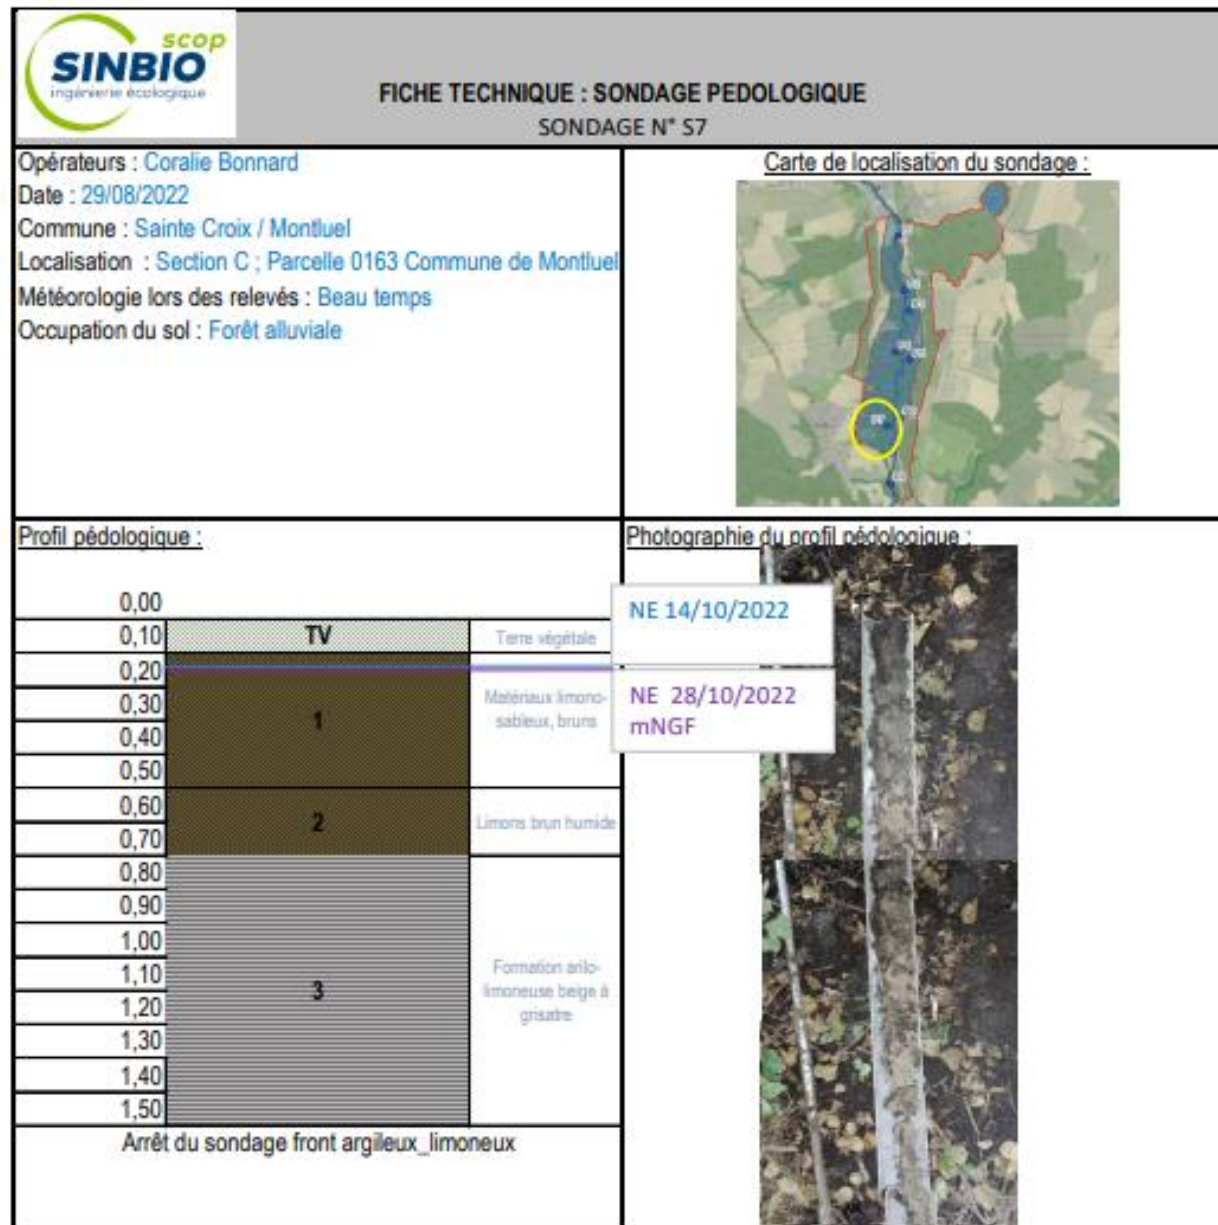 scop
SINBIO
ingénierie écologique
FICHE TECHNIQUE : SONDAGE PEDOLOGIQUE
SONDAGE N° S7
Opérateurs : Coralie Bonnard
Date : 29/08/2022
Commune : Sainte Croix / Montluel
Localisation : Section C ; Parcelle 0163 Commune de Montluel
Météorologie lors des relevés : Beau temps
Occupation du sol : Forêt alluviale
Carte de localisation du sondage :
Profil pédologique :
0,00
0,10
0,20
0,30
0,40
0,50
0,60
0,70
0,80
0,90
1,00
1,10
1,20
1,30
1,40
1,50
TV
1
2
3
Terre végétale
Matériaux limono-
sableux, bruns
Limons brun humide
Formation arilo-
limoneuse beige à
grisatre
Arrêt du sondage front argileux_limoneux
Photographie du profil pédologique :
NE 14/10/2022
NE 28/10/2022
mNGF